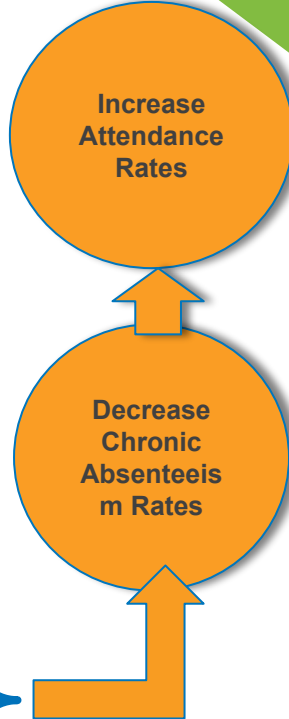 Increase
Attendance
Rates
Decrease
Chronic
Absenteeis
m Rates